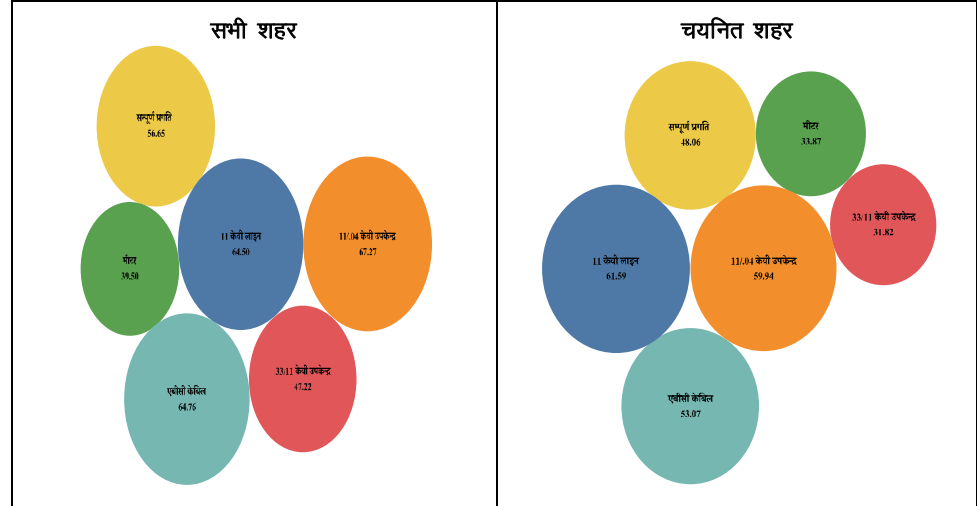 सभी शहर
सम्पूर्ण प्रगति
56.65
11 केवी लाइन
64.50
11/.04 केवी उपकेन्द्र
67.27
मीटर
39.50
33/11 केवी उपकेन्द्र
47.22
एबीसी केबिल
64.76
चयनित शहर
सम्पूर्ण प्रगति
48.06
मीटर
33.87
33/11 केवी उपकेन्द्र
31.82
11 केवी लाइन
61.59
11/.04 केवी उपकेन्द्र
59.94
एबीसी केबिल
53.07